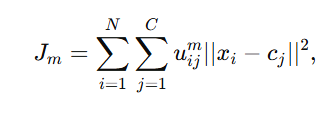 $J_m = \sum_{i=1}^{N} \sum_{j=1}^{C} u_{ij}^{m} ||x_i - c_j||^2,$